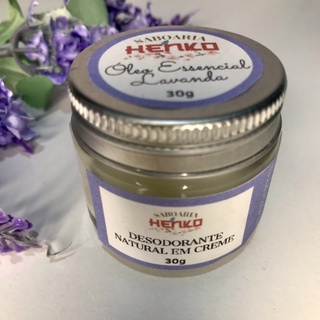 SABOARIA
HENKO
Óleo Essencial
Lavanda
30g
SABOARIA
HENKO
DESODORANTE
NATURAL EM CREME
30g